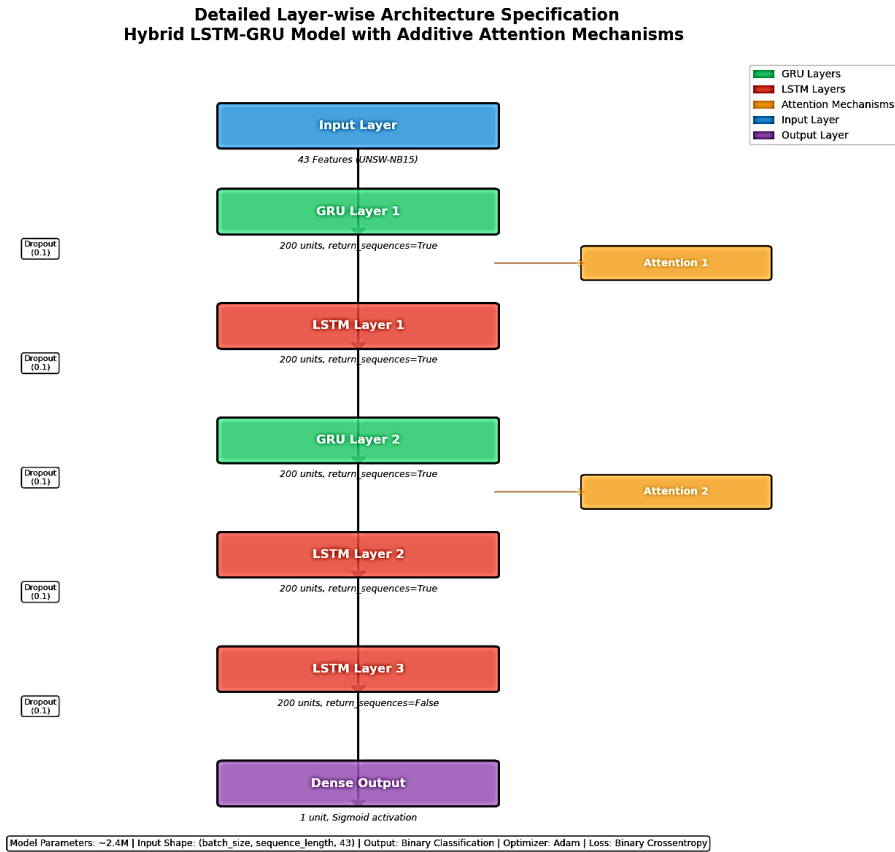 Detailed Layer-wise Architecture Specification
Hybrid LSTM-GRU Model with Additive Attention Mechanisms
GRU Layers
LSTM Layers
Attention Mechanisms
Input Layer
Output Layer
Input Layer
43 Features (UNSW-NB15)
GRU Layer 1
200 units, return_sequences=True
Dropout
(0.1)
Attention 1
LSTM Layer 1
200 units, return_sequences=True
Dropout
(0.1)
GRU Layer 2
200 units, return_sequences=True
Dropout
(0.1)
Attention 2
LSTM Layer 2
200 units, return_sequences=True
Dropout
(0.1)
LSTM Layer 3
200 units, return_sequences=False
Dropout
(0.1)
Dense Output
1 unit, Sigmoid activation
Model Parameters: ~2.4M | Input Shape: (batch_size, sequence_length, 43) | Output: Binary Classification | Optimizer: Adam | Loss: Binary Crossentropy